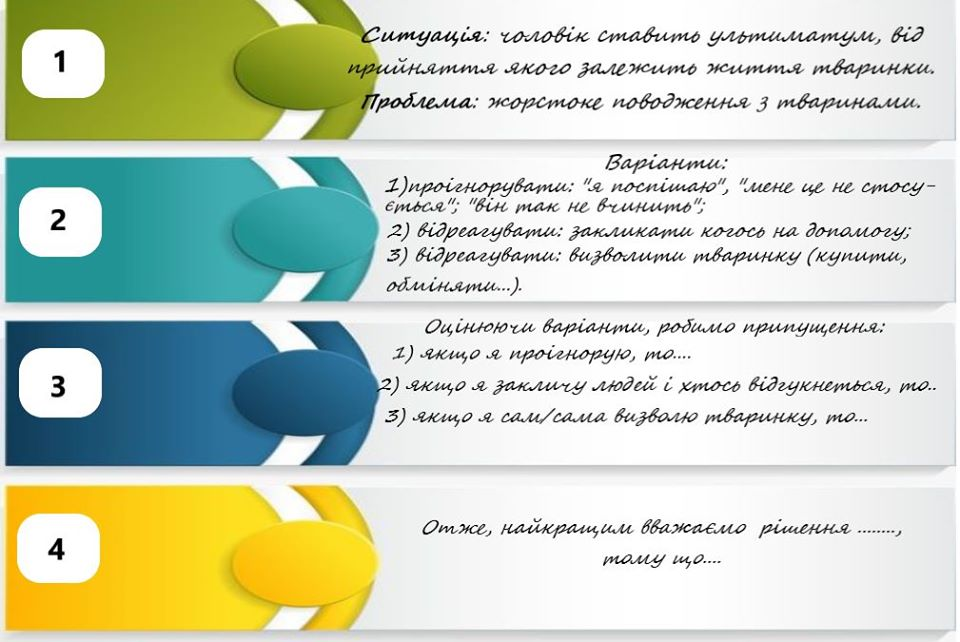 1
Ситуація: чоловік ставить ультиматум, від
прийняття якого залежить життя тваринки.
Проблема: жорстоке поводження з тваринами.
2
Варіанти:
1)проігнорувати: "я поспішаю", "мене це не стосу-
ється"; "він так не вчинить";
2) відреагувати: закликати когось на допомогу;
3) відреагувати: визволити тваринку (купити,
обміняти...).
3
Оцінюючи варіанти, робимо припущення:
1) якщо я проігнорую, то....
2) якщо я закличу людей і хтось відгукнеться, то..
3) якщо я сам/сама визволю тваринку, то...
4
Отже, найкращим вважаємо рішення ........,
тому що....